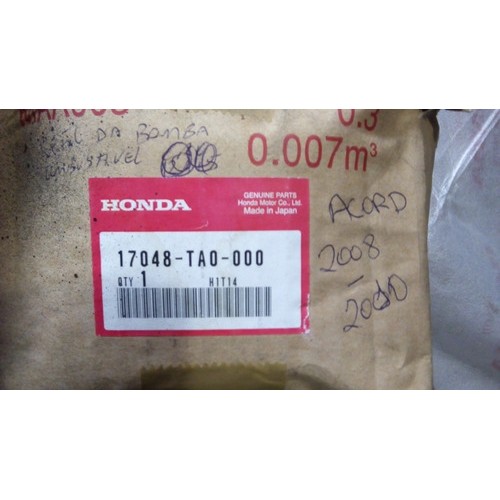 0.3
DA BOMBA
0.007m³
HONDA
GENUINE PARTS
Honda Motor Co., Ltd.
Made in Japan
17048-TA0-000
QTY 1
H1T14
ACORD
2008
-